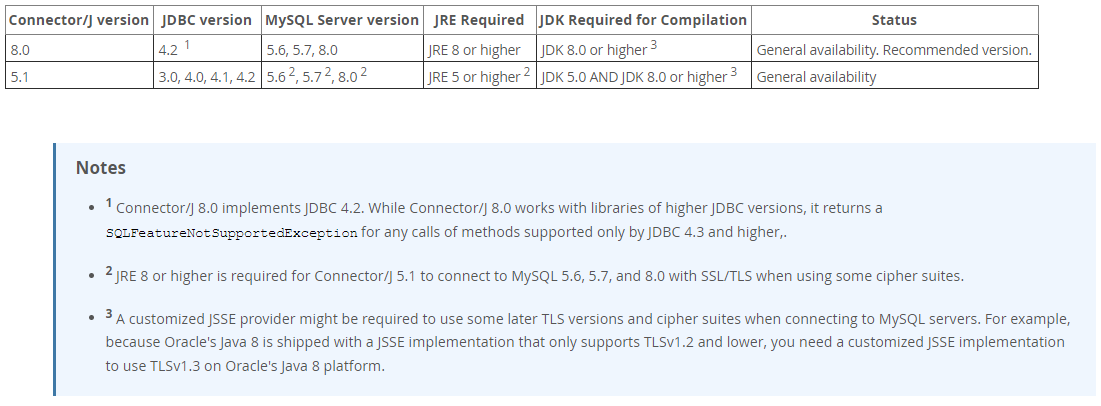 Connector/J version JDBC version MySQL Server version JRE Required JDK Required for Compilation Status
8.0 4.2 1 5.6, 5.7, 8.0 JRE 8 or higher JDK 8.0 or higher 3 General availability. Recommended version.
5.1 3.0, 4.0, 4.1, 4.2 5.6 2, 5.7 2, 8.0 2 JRE 5 or higher 2 JDK 5.0 AND JDK 8.0 or higher 3 General availability
Notes
• 1 Connector/J 8.0 implements JDBC 4.2. While Connector/J 8.0 works with libraries of higher JDBC versions, it returns a
SQLFeatureNotSupportedException for any calls of methods supported only by JDBC 4.3 and higher,.
• 2 JRE 8 or higher is required for Connector/J 5.1 to connect to MySQL 5.6, 5.7, and 8.0 with SSL/TLS when using some cipher suites.
• 3 A customized JSSE provider might be required to use some later TLS versions and cipher suites when connecting to MySQL servers. For example,
because Oracle's Java 8 is shipped with a JSSE implementation that only supports TLSv1.2 and lower, you need a customized JSSE implementation
to use TLSv1.3 on Oracle's Java 8 platform.